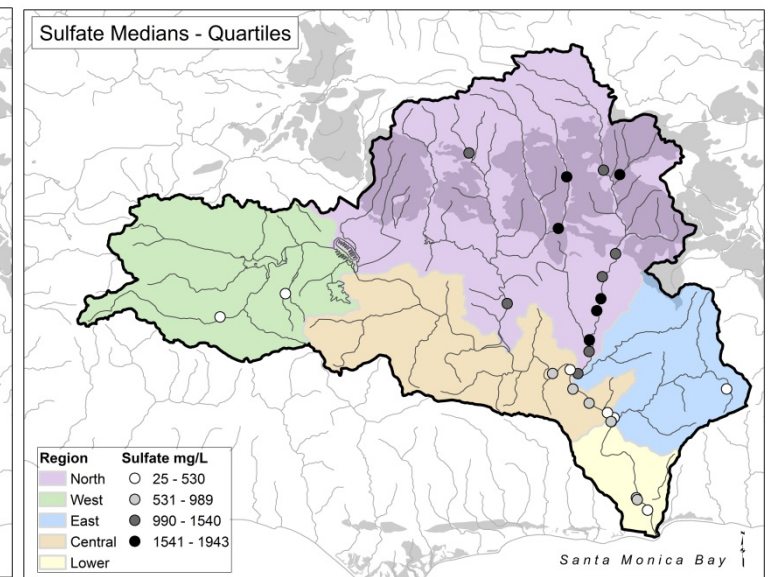 Sulfate Medians - Quartiles
Region
North
West
East
Central
Lower
Sulfate mg/L
25 - 530
531 - 989
990 - 1540
1541 - 1943
Santa Monica Bay